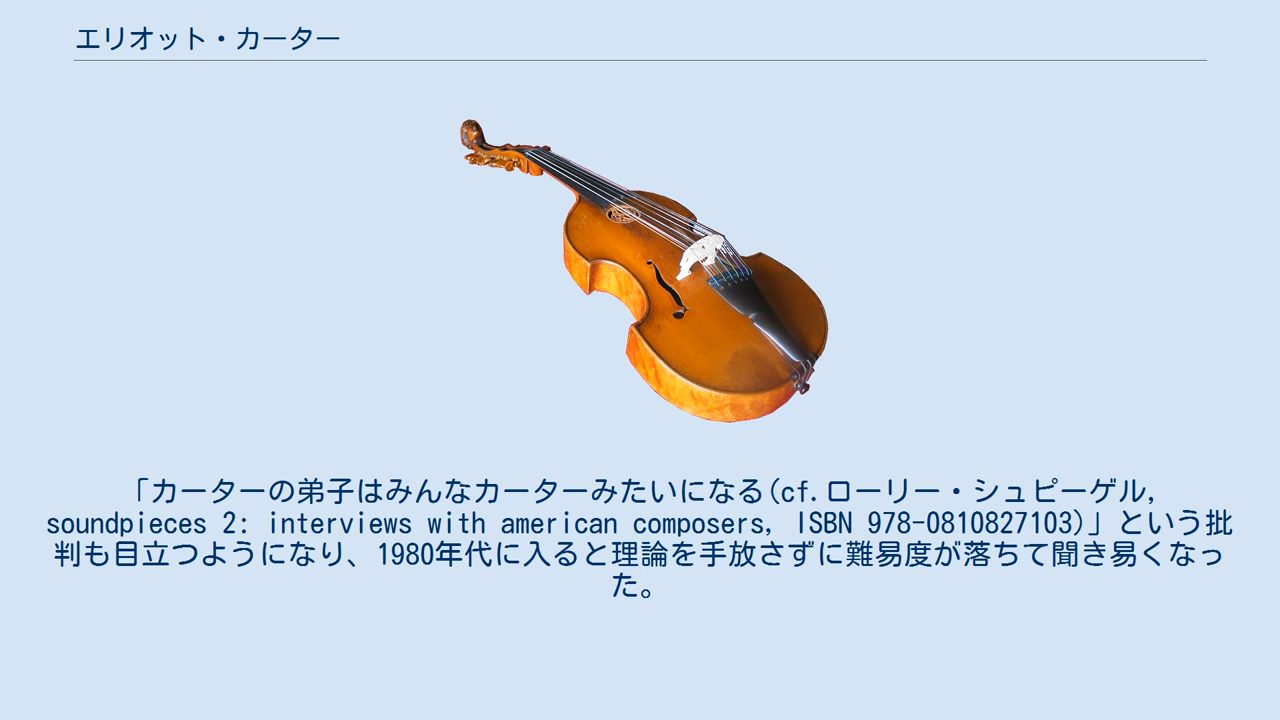 エリオット・カーター
「カーターの弟子はみんなカーターみたいになる(cf.ローリー・シュピーゲル,
soundpieces 2: interviews with american composers, ISBN 978-0810827103)」という批
判も目立つようになり、1980年代に入ると理論を手放さずに難易度が落ちて聞き易くなっ
た。